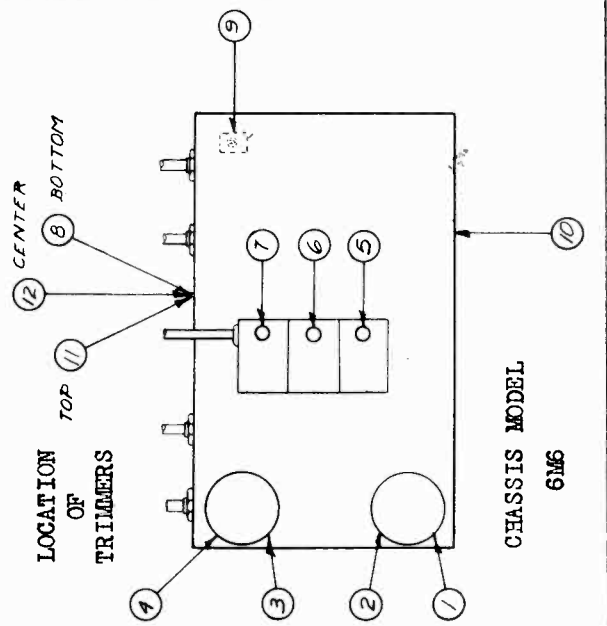 LOCATION
OF
TRIMMERS
TOP
CENTER
BOTTOM
11
12
8
9
4
3
2
1
7
6
5
10
CHASSIS MODEL
6M6